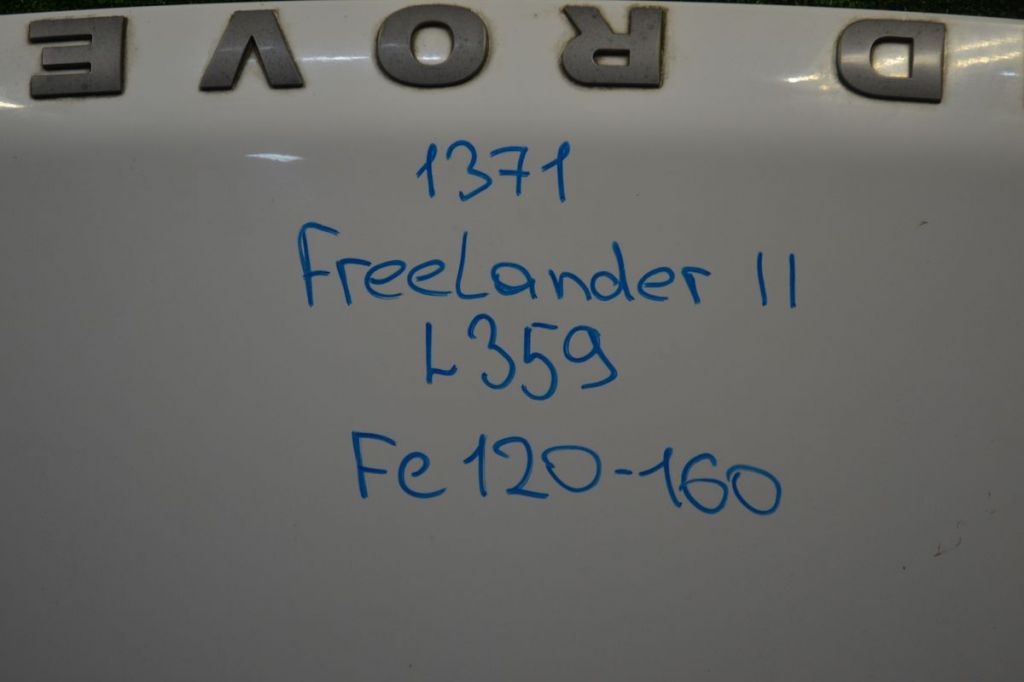 D ROVE
1371
FreeLander II
L359
Fe 120-160